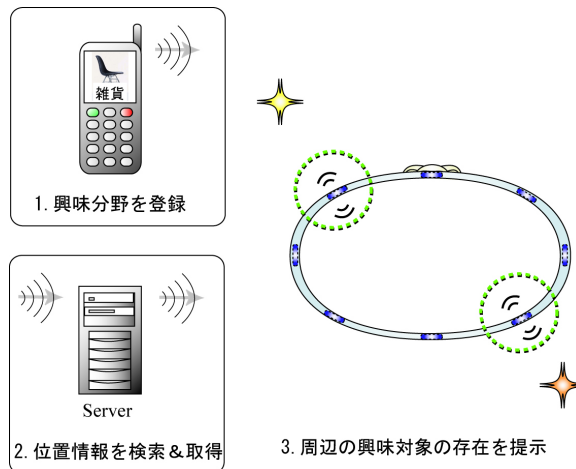 雑貨
1. 興味分野を登録
Server
2. 位置情報を検索＆取得
3. 周辺の興味対象の存在を提示